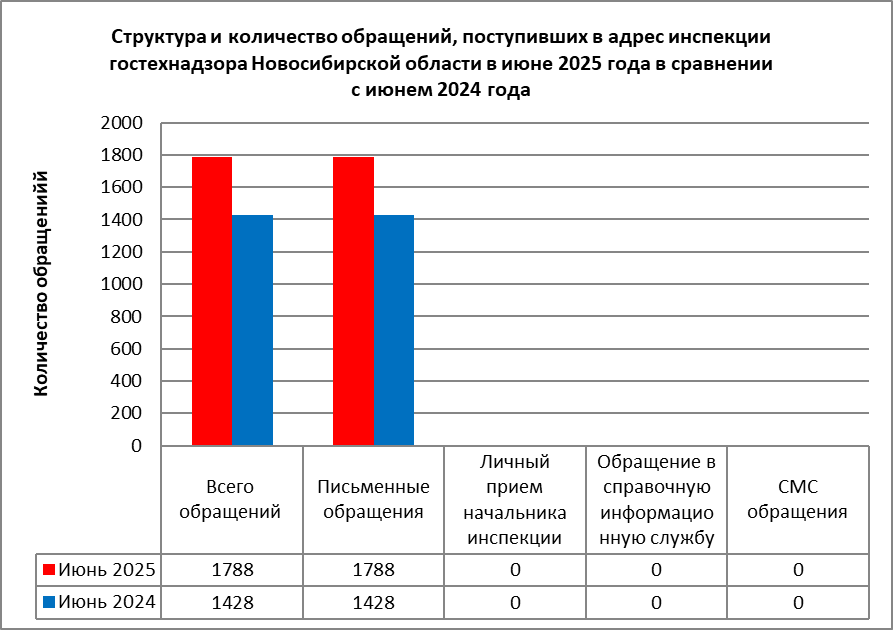 Структура и количество обращений, поступивших в адрес инспекции
гостехнадзора Новосибирской области в июне 2025 года в сравнении
с июнем 2024 года
Количество обращенийй
2000
1800
1600
1400
1200
1000
800
600
400
200
0
Всего
обращений
Письменные
обращения
Личный
прием
начальника
инспекции
Обращение в
справочную
информацио
нную службу
СМС
обращения
Июнь 2025 1788 1788 0 0 0
Июнь 2024 1428 1428 0 0 0